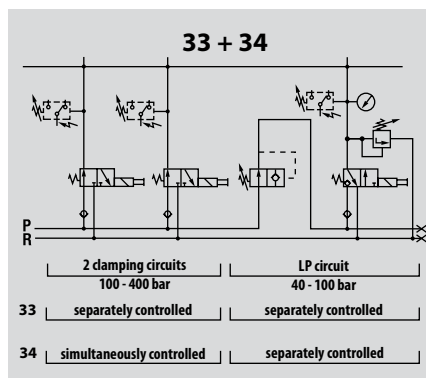 33 + 34
P
R
2 clamping circuits
LP circuit
100 - 400 bar
40 - 100 bar
33
separately controlled
separately controlled
34
simultaneously controlled
separately controlled